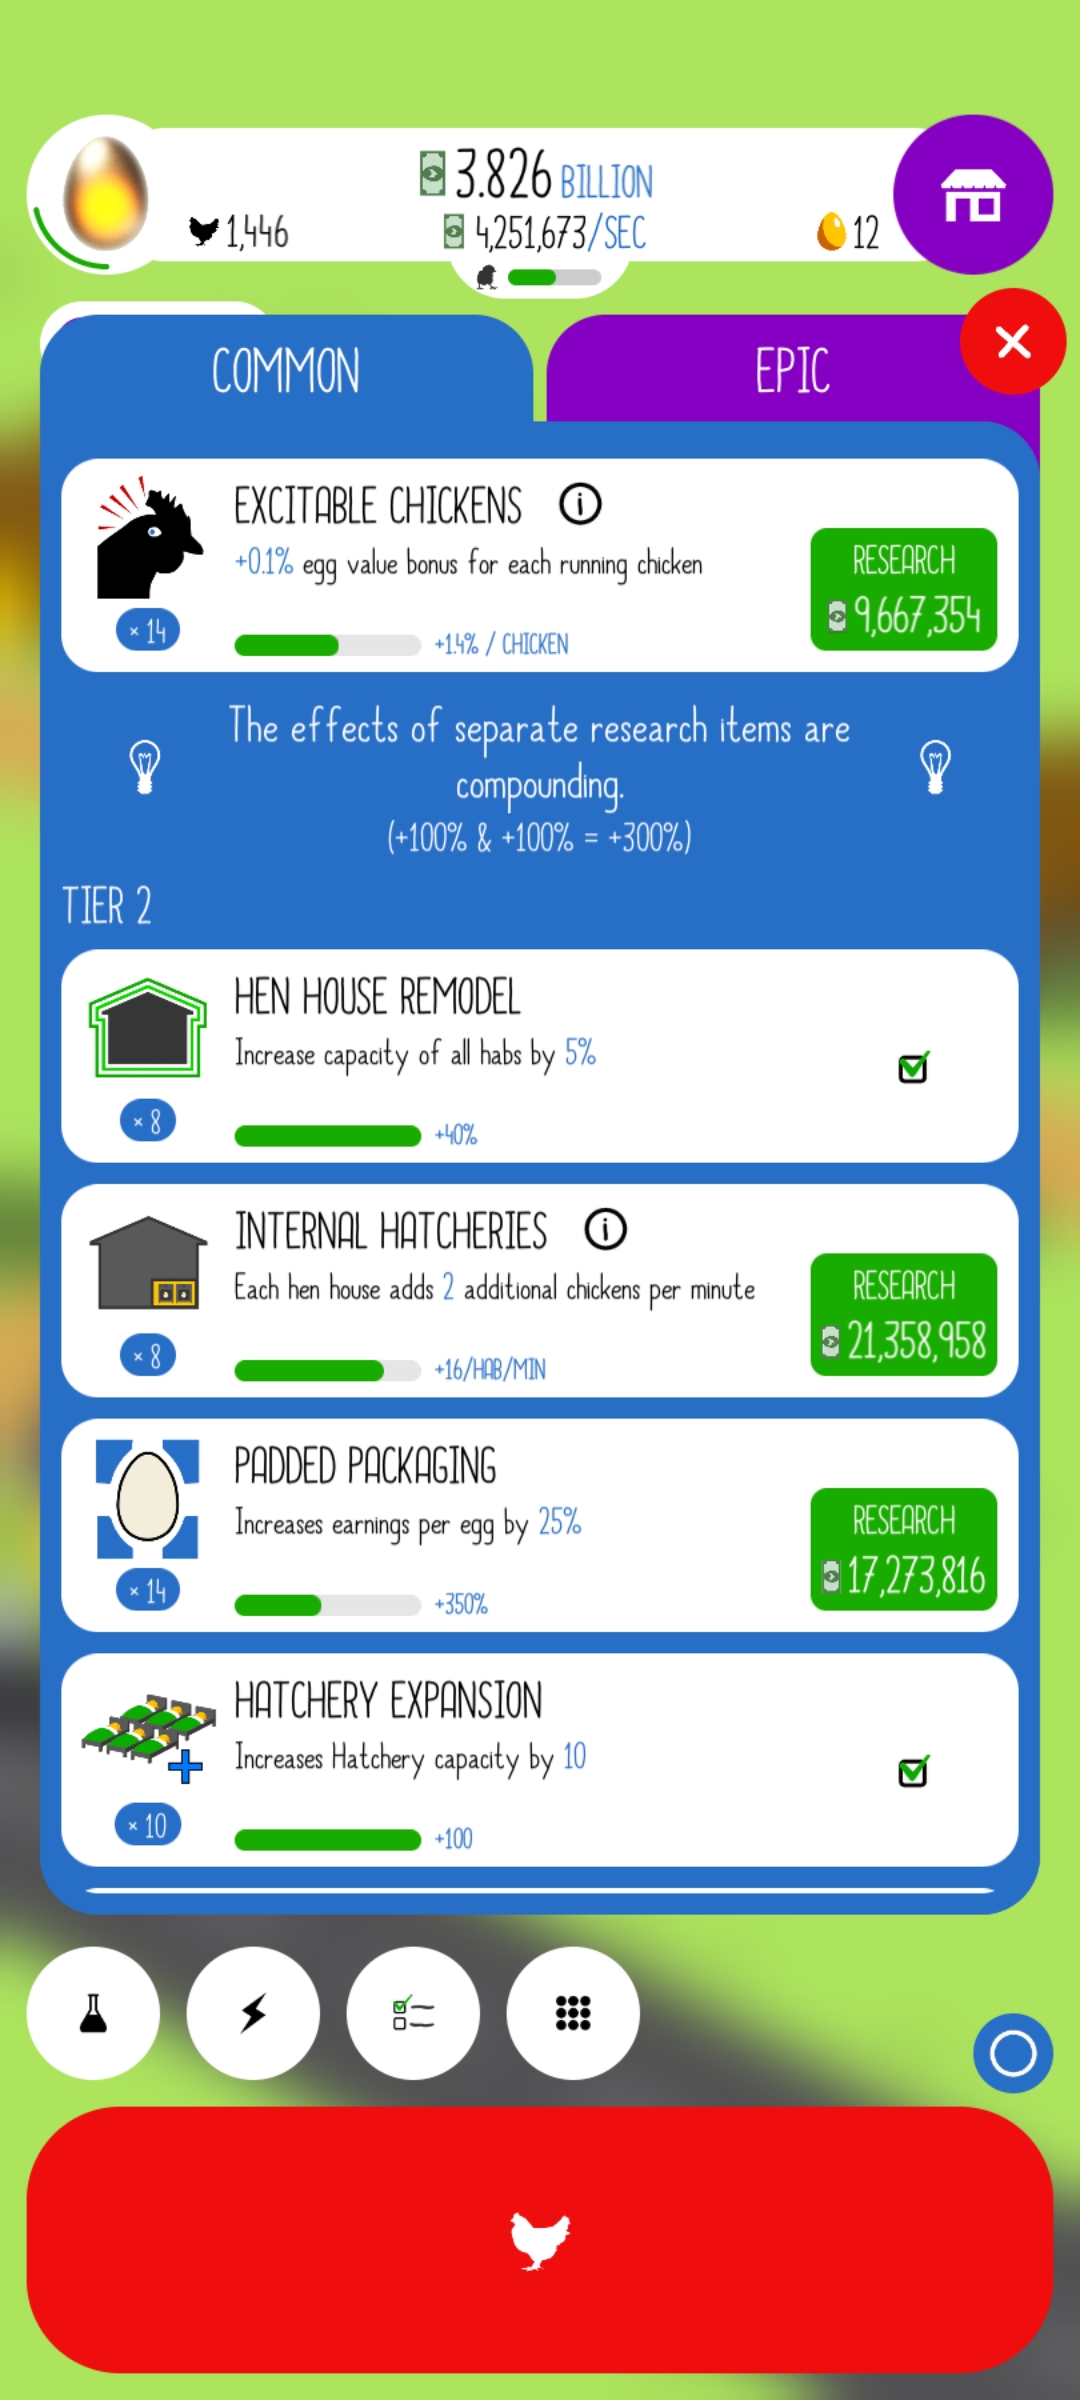 3.826 BILLION
1,446
4,251,673/SEC
12
COMMON
EPIC
EXCITABLE CHICKENS i
+0.1% egg value bonus for each running chicken
RESEARCH
9,667,354
× 14
+1.4% / CHICKEN
The effects of separate research items are
compounding.
(+100% & +100% = +300%)
TIER 2
HEN HOUSE REMODEL
Increase capacity of all habs by 5%
× 8
+40%
INTERNAL HATCHERIES i
Each hen house adds 2 additional chickens per minute
RESEARCH
21,358,958
× 8
+16/HAB/MIN
PADDED PACKAGING
Increases earnings per egg by 25%
RESEARCH
17,273,816
× 14
+350%
HATCHERY EXPANSION
Increases Hatchery capacity by 10
× 10
+100